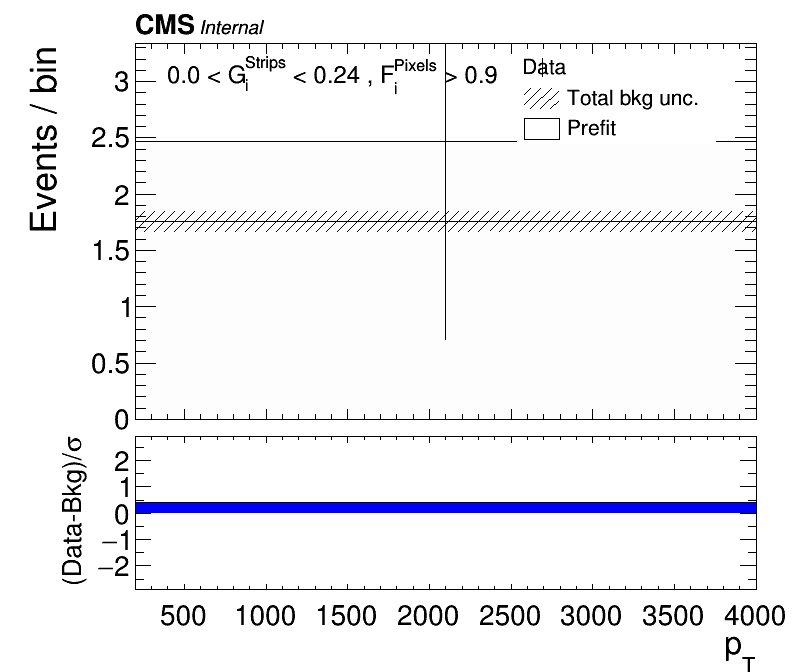 CMS Internal
0.0 < G_i^Strips < 0.24 , F_i^Pixels > 0.9
Data
Total bkg unc.
Prefit
Events / bin
3
2.5
2
1.5
1
0.5
0
(Data-Bkg)/σ
2
1
0
−1
−2
500 1000 1500 2000 2500 3000 3500 4000
p_T